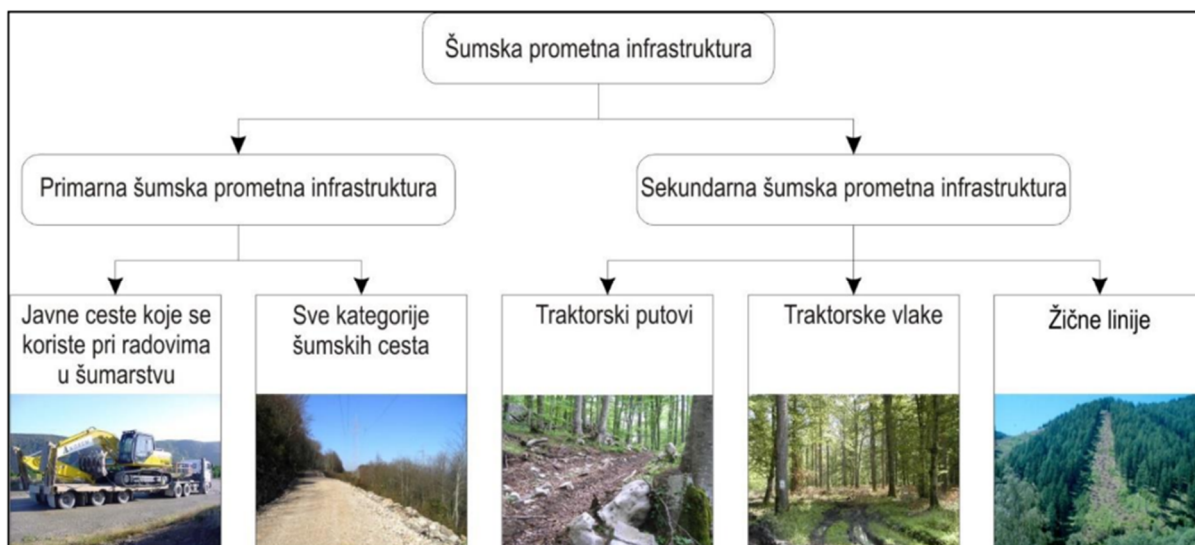 Šumska prometna infrastruktura
Primarna šumska prometna infrastruktura
Sekundarna šumska prometna infrastruktura
Javne ceste koje se
koriste pri radovima
u šumarstvu
Sve kategorije
šumskih cesta
Traktorski putovi
Traktorske vlake
Žične linije